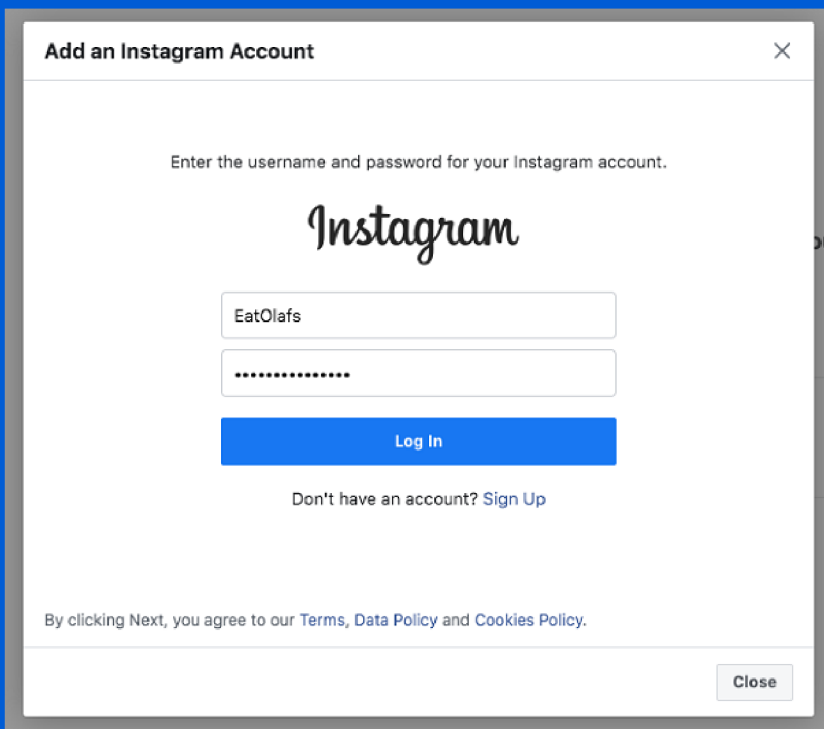 Add an Instagram Account
Enter the username and password for your Instagram account.
Instagram
EatOlafs
•••••••••••••••
Log In
Don't have an account? Sign Up
By clicking Next, you agree to our Terms, Data Policy and Cookies Policy.
Close